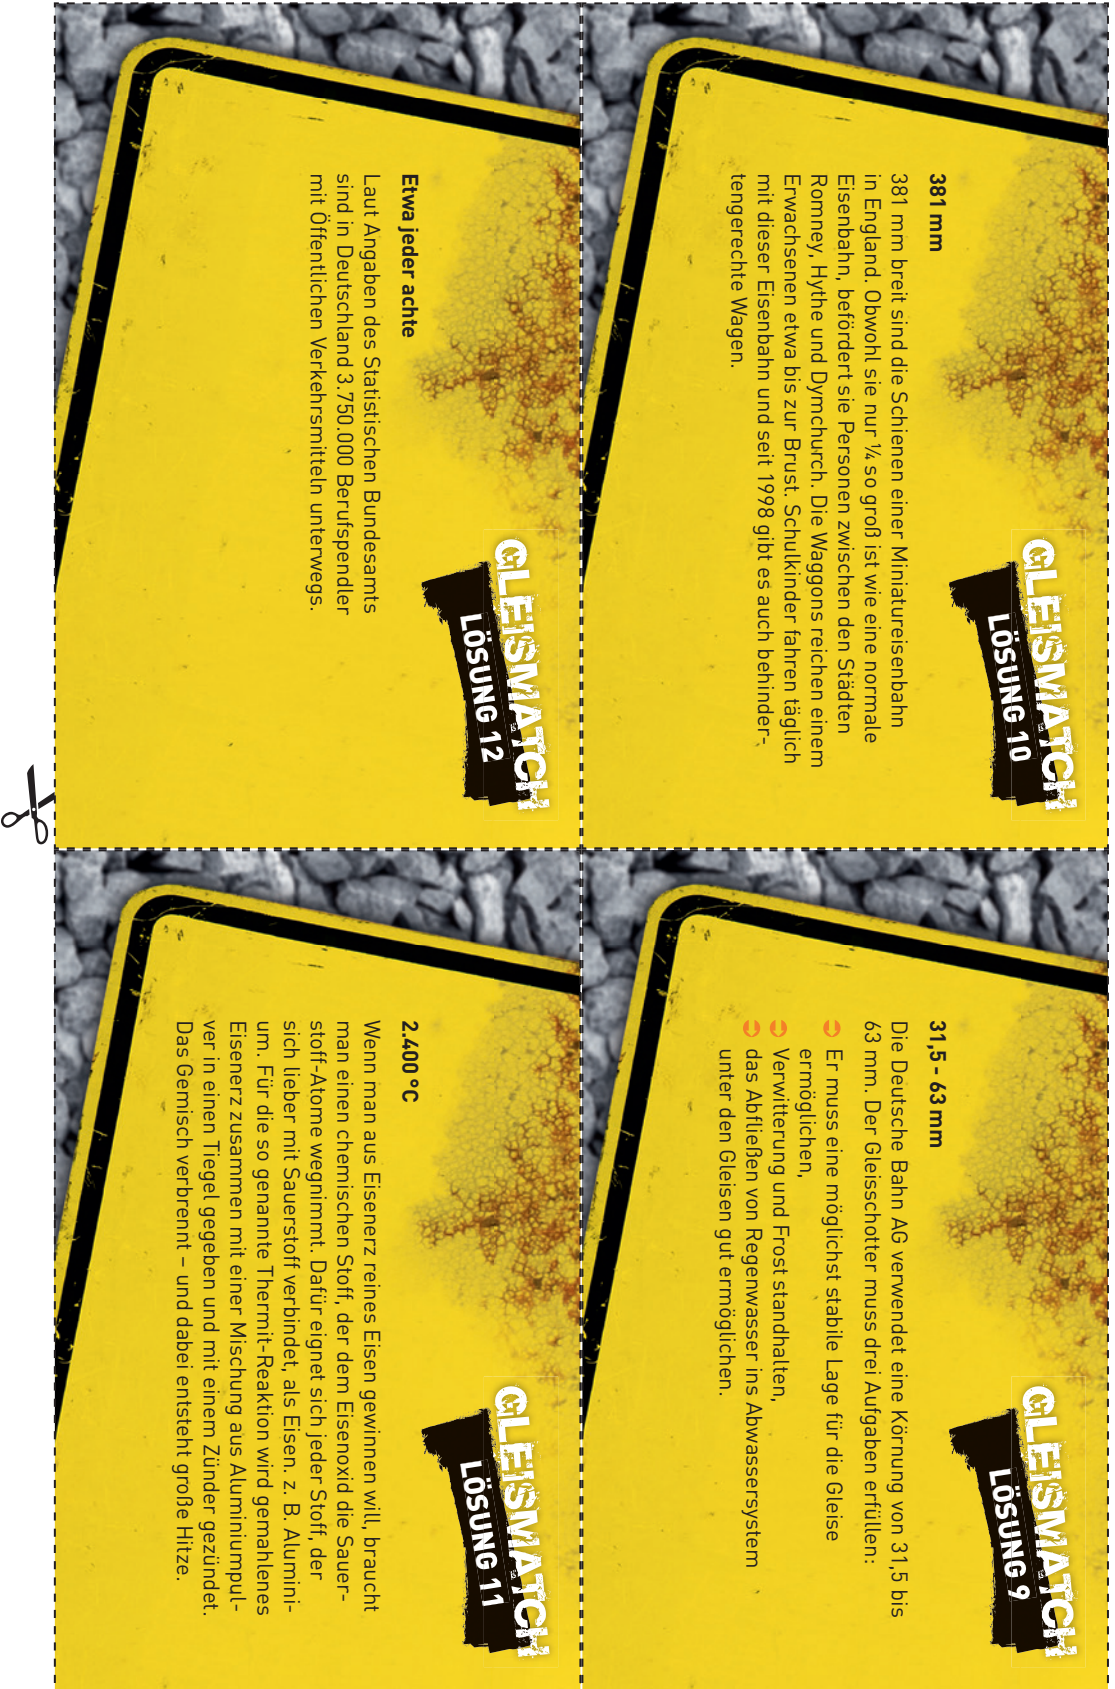 GLEISMATCH
LÖSUNG 10
381 mm
381 mm breit sind die Schienen einer Miniatureisenbahn
in England. Obwohl sie nur ¼ so groß ist wie eine normale
Eisenbahn, befördert sie Personen zwischen den Städten
Romney, Hythe und Dymchurch. Die Waggons reichen einem
Erwachsenen etwa bis zur Brust. Schulkinder fahren täglich
mit dieser Eisenbahn und seit 1998 gibt es auch behinder-
tengerechte Wagen.
GLEISMATCH
LÖSUNG 9
31,5 - 63 mm
Die Deutsche Bahn AG verwendet eine Körnung von 31,5 bis
63 mm. Der Gleisschotter muss drei Aufgaben erfüllen:
Er muss eine möglichst stabile Lage für die Gleise
ermöglichen,
Verwitterung und Frost standhalten,
das Abfließen von Regenwasser ins Abwassersystem
unter den Gleisen gut ermöglichen.
GLEISMATCH
LÖSUNG 12
Etwa jeder achte
Laut Angaben des Statistischen Bundesamts
sind in Deutschland 3.750.000 Berufspendler
mit Öffentlichen Verkehrsmitteln unterwegs.
GLEISMATCH
LÖSUNG 11
2.400 °C
Wenn man aus Eisenerz reines Eisen gewinnen will, braucht
man einen chemischen Stoff, der dem Eisenoxid die Sauer-
stoff-Atome wegnimmt. Dafür eignet sich jeder Stoff, der
sich lieber mit Sauerstoff verbindet, als Eisen. z. B. Alumini-
um. Für die so genannte Thermit-Reaktion wird gemahlenes
Eisenerz zusammen mit einer Mischung aus Aluminiumpul-
ver in einen Tiegel gegeben und mit einem Zünder gezündet.
Das Gemisch verbrennt – und dabei entsteht große Hitze.